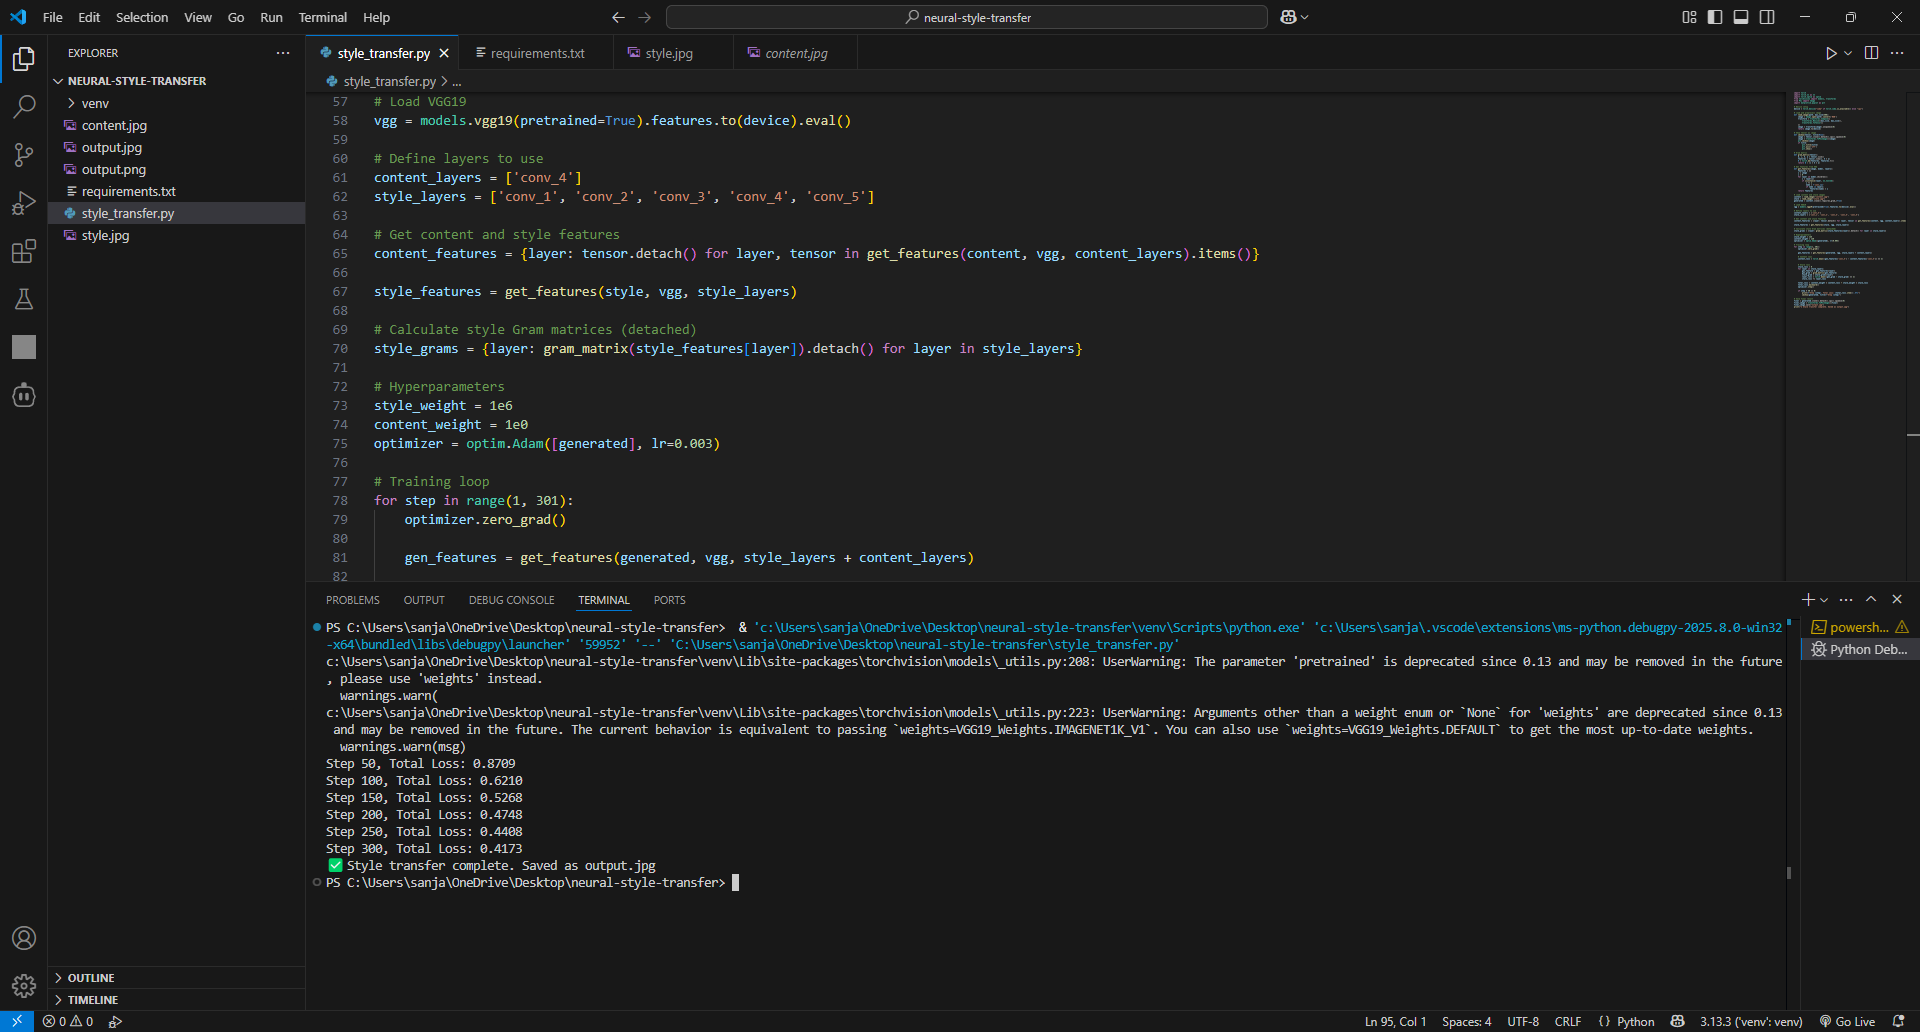 File Edit Selection View Go Run Terminal Help
neural-style-transfer
EXPLORER
NEURAL-STYLE-TRANSFER
venv
content.jpg
output.jpg
output.png
requirements.txt
style_transfer.py
style.jpg
OUTLINE
TIMELINE
style_transfer.py
requirements.txt
style.jpg
content.jpg
style_transfer.py > ...
57 # Load VGG19
58 vgg = models.vgg19(pretrained=True).features.to(device).eval()
59
60 # Define layers to use
61 content_layers = ['conv_4']
62 style_layers = ['conv_1', 'conv_2', 'conv_3', 'conv_4', 'conv_5']
63
64 # Get content and style features
65 content_features = {layer: tensor.detach() for layer, tensor in get_features(content, vgg, content_layers).items()}
66
67 style_features = get_features(style, vgg, style_layers)
68
69 # Calculate style Gram matrices (detached)
70 style_grams = {layer: gram_matrix(style_features[layer]).detach() for layer in style_layers}
71
72 # Hyperparameters
73 style_weight = 1e6
74 content_weight = 1e0
75 optimizer = optim.Adam([generated], lr=0.003)
76
77 # Training loop
78 for step in range(1, 301):
79 optimizer.zero_grad()
80
81 gen_features = get_features(generated, vgg, style_layers + content_layers)
82
PROBLEMS OUTPUT DEBUG CONSOLE TERMINAL PORTS
PS C:\Users\sanja\OneDrive\Desktop\neural-style-transfer> & 'c:\Users\sanja\OneDrive\Desktop\neural-style-transfer\venv\Scripts\python.exe' 'c:\Users\sanja\.vscode\extensions\ms-python.debugpy-2025.8.0-win32
-x64\bundled\libs\debugpy\launcher' '59952' '--' 'C:\Users\sanja\OneDrive\Desktop\neural-style-transfer\style_transfer.py'
c:\Users\sanja\OneDrive\Desktop\neural-style-transfer\venv\Lib\site-packages\torchvision\models\_utils.py:208: UserWarning: The parameter 'pretrained' is deprecated since 0.13 and may be removed in the future
, please use 'weights' instead.
warnings.warn(
c:\Users\sanja\OneDrive\Desktop\neural-style-transfer\venv\Lib\site-packages\torchvision\models\_utils.py:223: UserWarning: Arguments other than a weight enum or `None` for 'weights' are deprecated since 0.13
and may be removed in the future. The current behavior is equivalent to passing `weights=VGG19_Weights.IMAGENET1K_V1`. You can also use `weights=VGG19_Weights.DEFAULT` to get the most up-to-date weights.
warnings.warn(msg)
Step 50, Total Loss: 0.8709
Step 100, Total Loss: 0.6210
Step 150, Total Loss: 0.5268
Step 200, Total Loss: 0.4748
Step 250, Total Loss: 0.4408
Step 300, Total Loss: 0.4173
✅ Style transfer complete. Saved as output.jpg
PS C:\Users\sanja\OneDrive\Desktop\neural-style-transfer>
powersh...
Python Deb...
0 0
Ln 95, Col 1 Spaces: 4 UTF-8 CRLF { } Python 3.13.3 ('venv': venv) Go Live